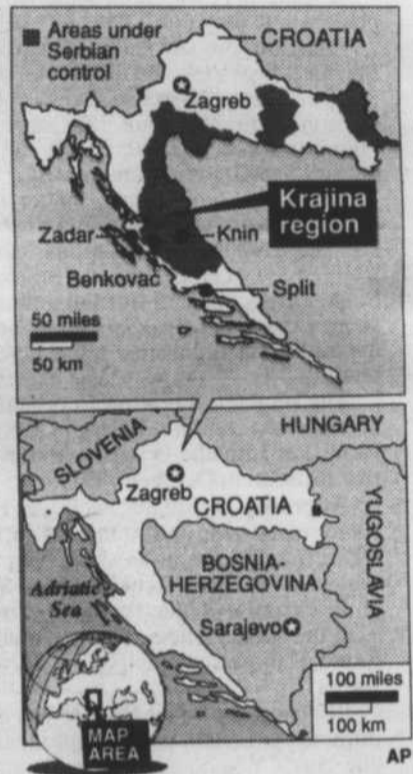 Areas under
Serbian
control
CROATIA
Zagreb
Krajina
region
Zadar
Knin
Benkovac
Split
50 miles
50 km
SLOVENIA
HUNGARY
Zagreb
CROATIA
YUGOSLAVIA
BOSNIA-
HERZEGOVINA
Adriatic
Sea
Sarajevo
MAP
AREA
100 miles
100 km
AP